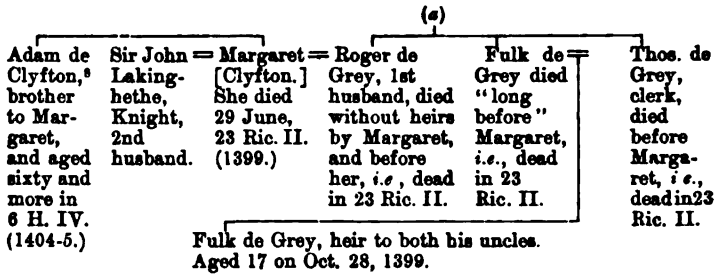 (a)
Adam de
Clyfton,⁸
brother
to Mar-
garet,
and aged
sixty and
more in
6 H. IV.
(1404-5.)
Sir John =
Laking-
hethe,
Knight,
2nd
husband.
Margaret =
[Clyfton.]
She died
29 June,
23 Ric. II.
(1399.)
Roger de
Grey, 1st
husband, died
without heirs
by Margaret,
and before
her, i.e , dead
in 23 Ric. II.
Fulk de =
Grey died
"long
before"
Margaret,
i.e., dead
in 23
Ric. II.
Thos. de
Grey,
clerk,
died
before
Marga-
ret, i e.,
dead in 23
Ric. II.
Fulk de Grey, heir to both his uncles.
Aged 17 on Oct. 28, 1399.